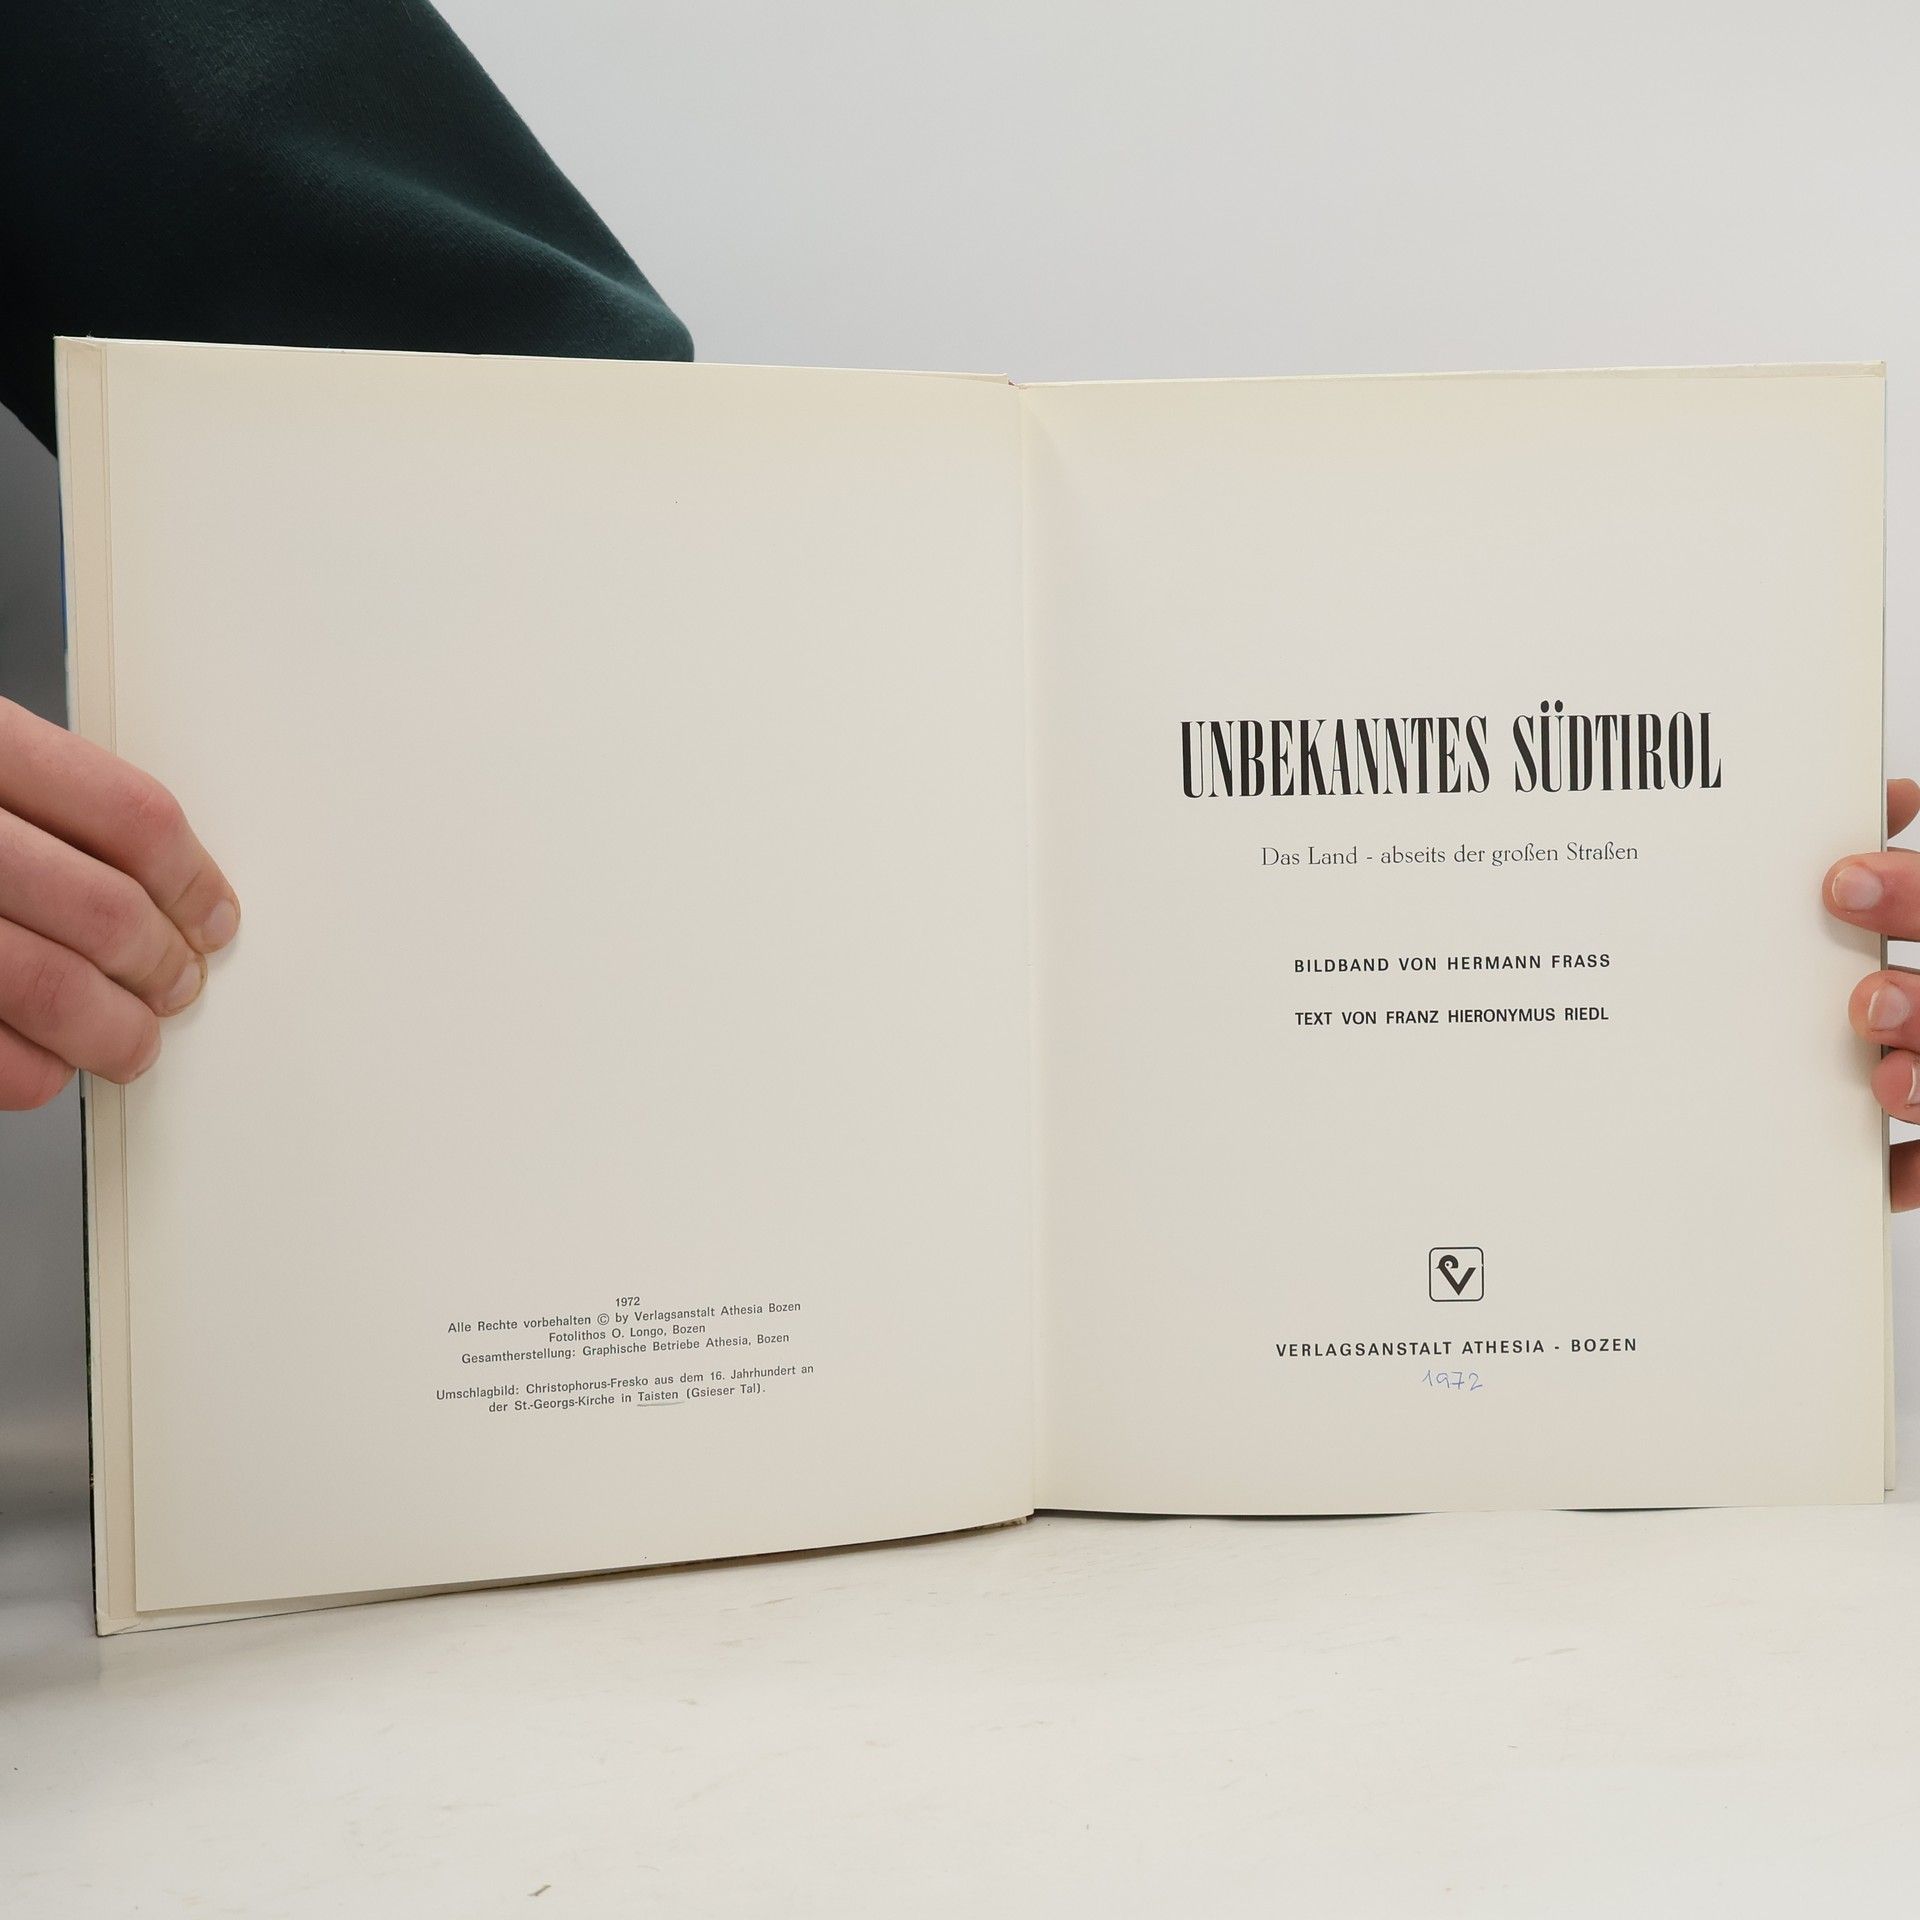 1972
Alle Rechte vorbehalten © by Verlagsanstalt Athesia Bozen
Fotolithos O. Longo, Bozen
Gesamtherstellung: Graphische Betriebe Athesia, Bozen
Umschlagbild: Christophorus-Fresko aus dem 16. Jahrhundert an
der St.-Georgs-Kirche in Taisten (Gsieser Tal).
UNBEKANNTES SÜDTIROL
Das Land - abseits der großen Straßen
BILDBAND VON HERMANN FRASS
TEXT VON FRANZ HIERONYMUS RIEDL
VERLAGSANSTALT ATHESIA - BOZEN
1972